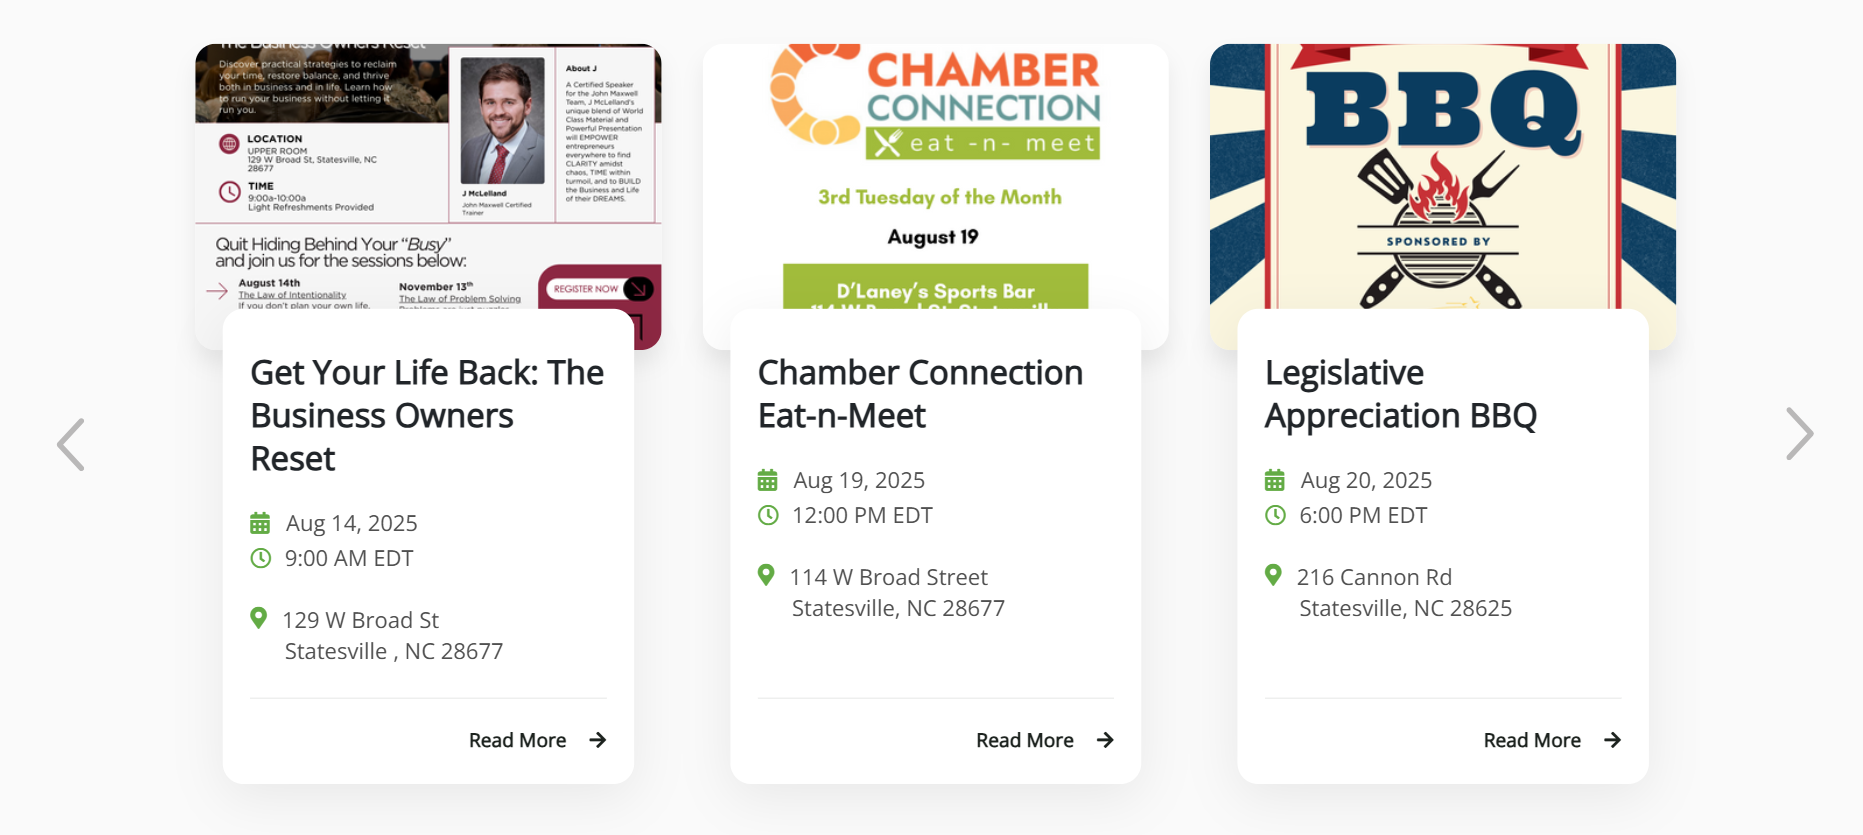 The Business Owners Reset
Discover practical strategies to reclaim
your time, restore balance, and thrive
both in business and in life. Learn how
to run your business without letting it
run you.
LOCATION
UPPER ROOM
129 W Broad St, Statesville, NC
28677
TIME
9:00a-10:00a
Light Refreshments Provided
J McLelland
John Maxwell Certified
Trainer
About J
A Certified Speaker
for the John Maxwell
Team, J McLelland's
unique blend of World
Class Material and
Powerful Presentation
will EMPOWER
entrepreneurs
everywhere to find
CLARITY amidst
chaos, TIME within
turmoil, and to BUILD
the Business and Life
of their DREAMS.
Quit Hiding Behind Your “Busy”
and join us for the sessions below:
August 14th
The Law of Intentionality
If you don't plan your own life,
November 13th
The Law of Problem Solving
Problems are just puzzles
REGISTER NOW
Get Your Life Back: The
Business Owners
Reset
Aug 14, 2025
9:00 AM EDT
129 W Broad St
Statesville , NC 28677
Read More
CHAMBER
CONNECTION
eat -n- meet
3rd Tuesday of the Month
August 19
D’Laney’s Sports Bar
114 W Broad St, Statesvill
Chamber Connection
Eat-n-Meet
Aug 19, 2025
12:00 PM EDT
114 W Broad Street
Statesville, NC 28677
Read More
BBQ
SPONSORED BY
Legislative
Appreciation BBQ
Aug 20, 2025
6:00 PM EDT
216 Cannon Rd
Statesville, NC 28625
Read More